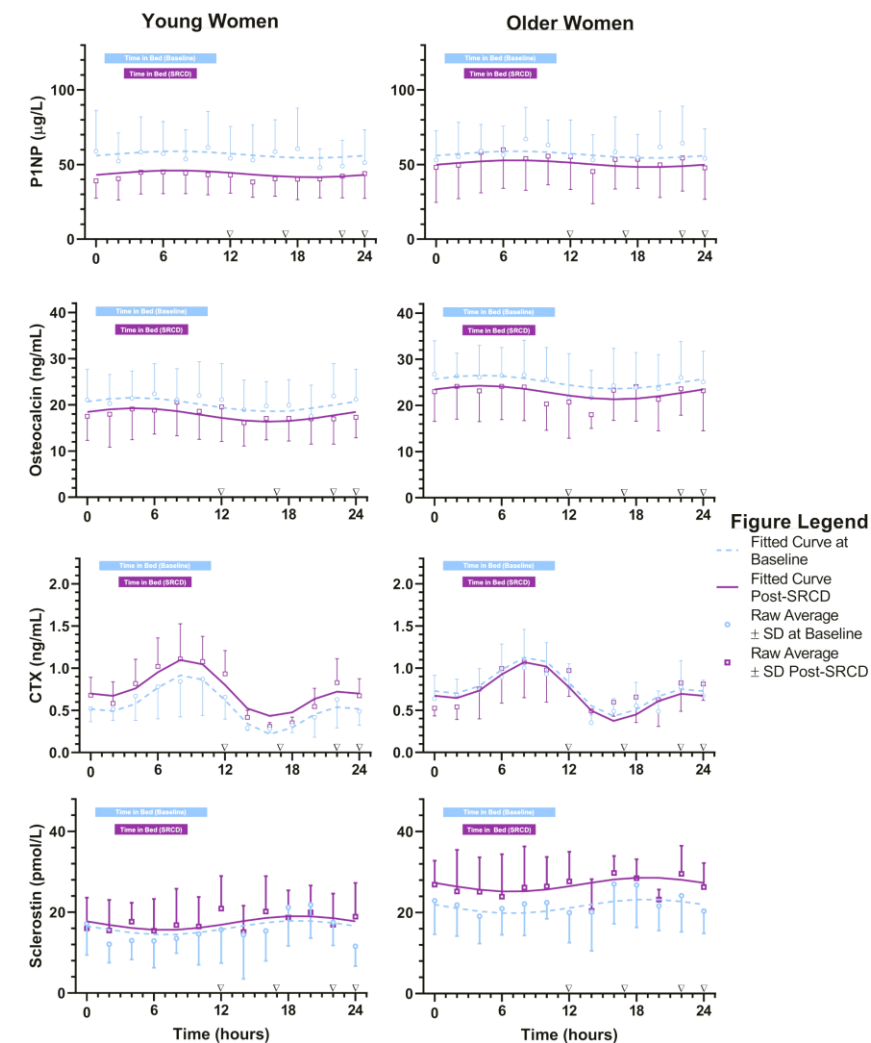 Young Women
Older Women
P1NP (µg/L)
100
50
0
Time in Bed (Baseline)
Time in Bed (SRCD)
0 6 12 18 24
100
50
0
Time in Bed (Baseline)
Time in Bed (SRCD)
0 6 12 18 24
Osteocalcin (ng/mL)
40
30
20
10
0
Time in Bed (Baseline)
Time in Bed (SRCD)
0 6 12 18 24
40
30
20
10
0
Time in Bed (Baseline)
Time in Bed (SRCD)
0 6 12 18 24
CTX (ng/mL)
2.0
1.5
1.0
0.5
0.0
Time in Bed (Baseline)
Time in Bed (SRCD)
0 6 12 18 24
2.0
1.5
1.0
0.5
0.0
Time in Bed (Baseline)
Time in Bed (SRCD)
0 6 12 18 24
Figure Legend
Fitted Curve at
Baseline
Fitted Curve
Post-SRCD
Raw Average
± SD at Baseline
Raw Average
± SD Post-SRCD
Sclerostin (pmol/L)
40
20
0
Time in Bed (Baseline)
Time in Bed (SRCD)
0 6 12 18 24
Time (hours)
40
20
0
Time in Bed (Baseline)
Time in Bed (SRCD)
0 6 12 18 24
Time (hours)